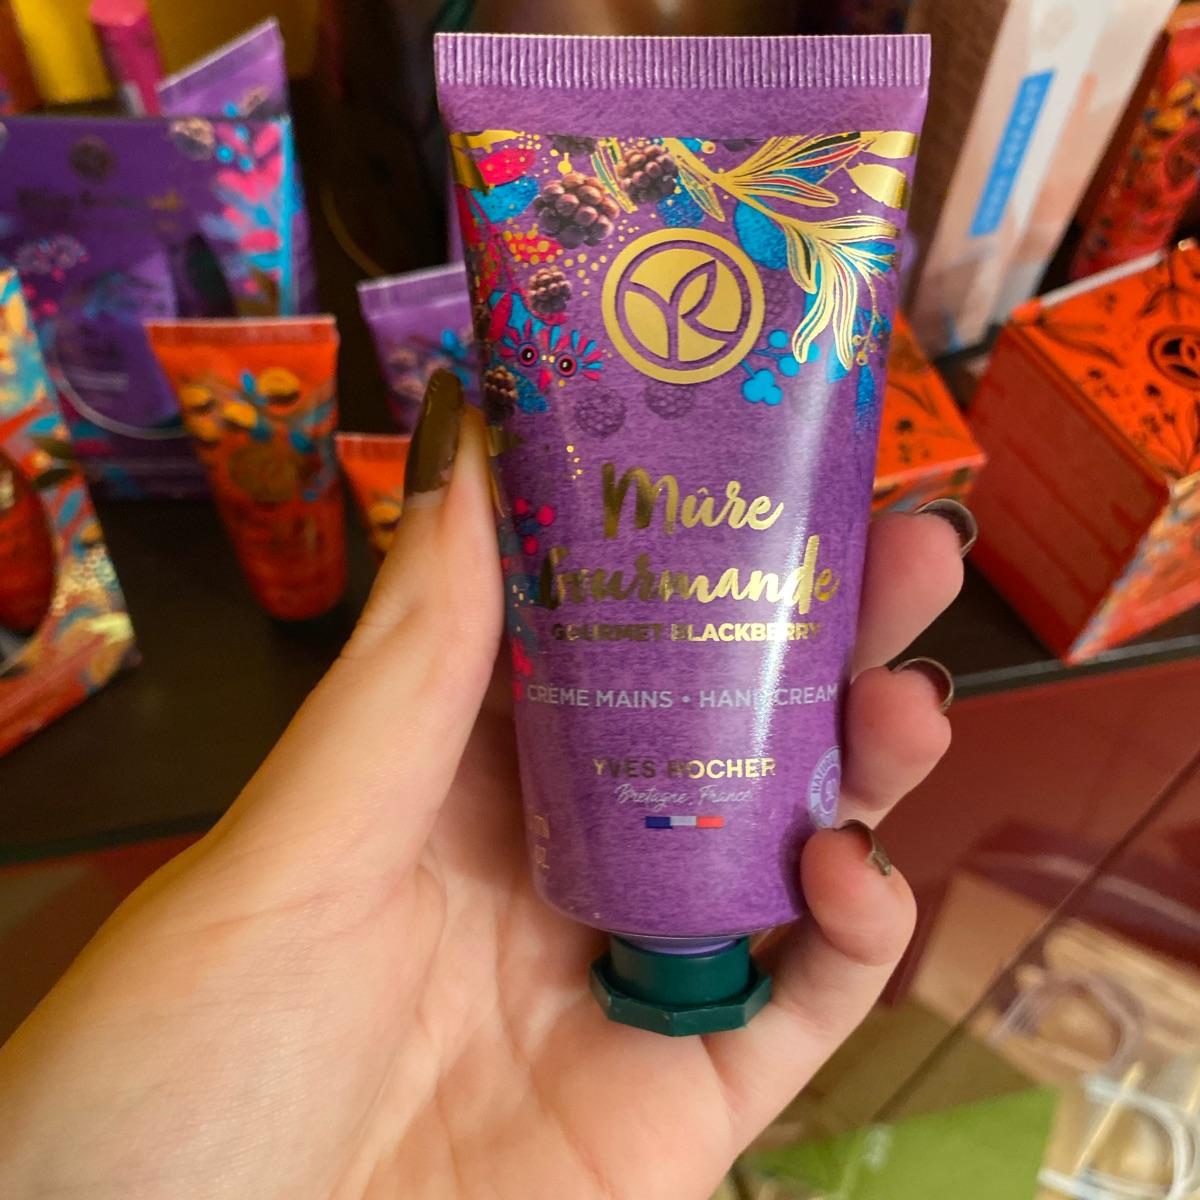 Mûre
Gourmande
GOURMET BLACKBERRY
CRÈME MAINS • HAND CREAM
YVES ROCHER
Bretagne, France